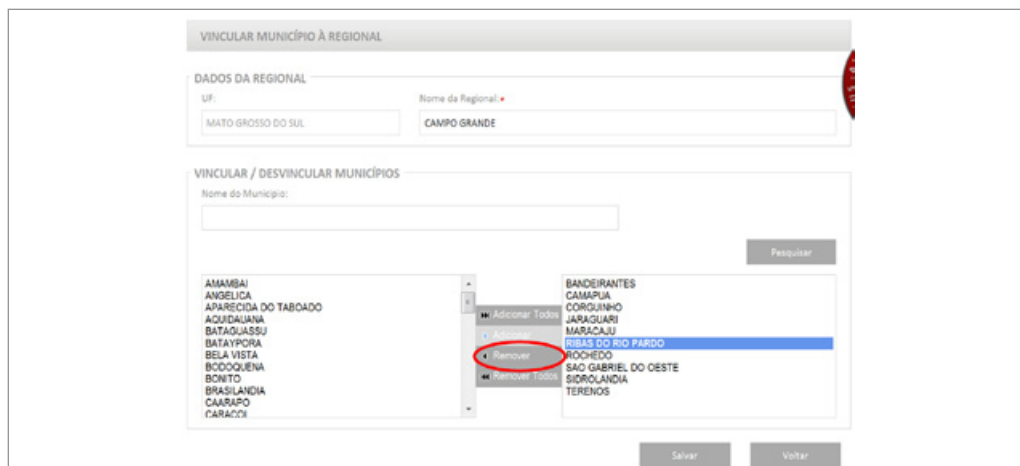 VINCULAR MUNICÍPIO À REGIONAL
DADOS DA REGIONAL
UF: Nome da Regional:*
MATO GROSSO DO SUL CAMPO GRANDE
VINCULAR / DESVINCULAR MUNICÍPIOS
Nome do Município:
Pesquisar
AMAMBAI
ANGELICA
APARECIDA DO TABOADO
AQUIDAUANA
BATAGUASSU
BATAYPORA
BELA VISTA
BODOQUENA
BONITO
BRASILANDIA
CAARAPO
CARACOL
Adicionar Todos
Adicionar
Remover
Remover Todos
BANDEIRANTES
CAMAPUA
CORGUINHO
JARAGUARI
MARACAJU
RIBAS DO RIO PARDO
ROCHEDO
SAO GABRIEL DO OESTE
SIDROLANDIA
TERENOS
Salvar Voltar